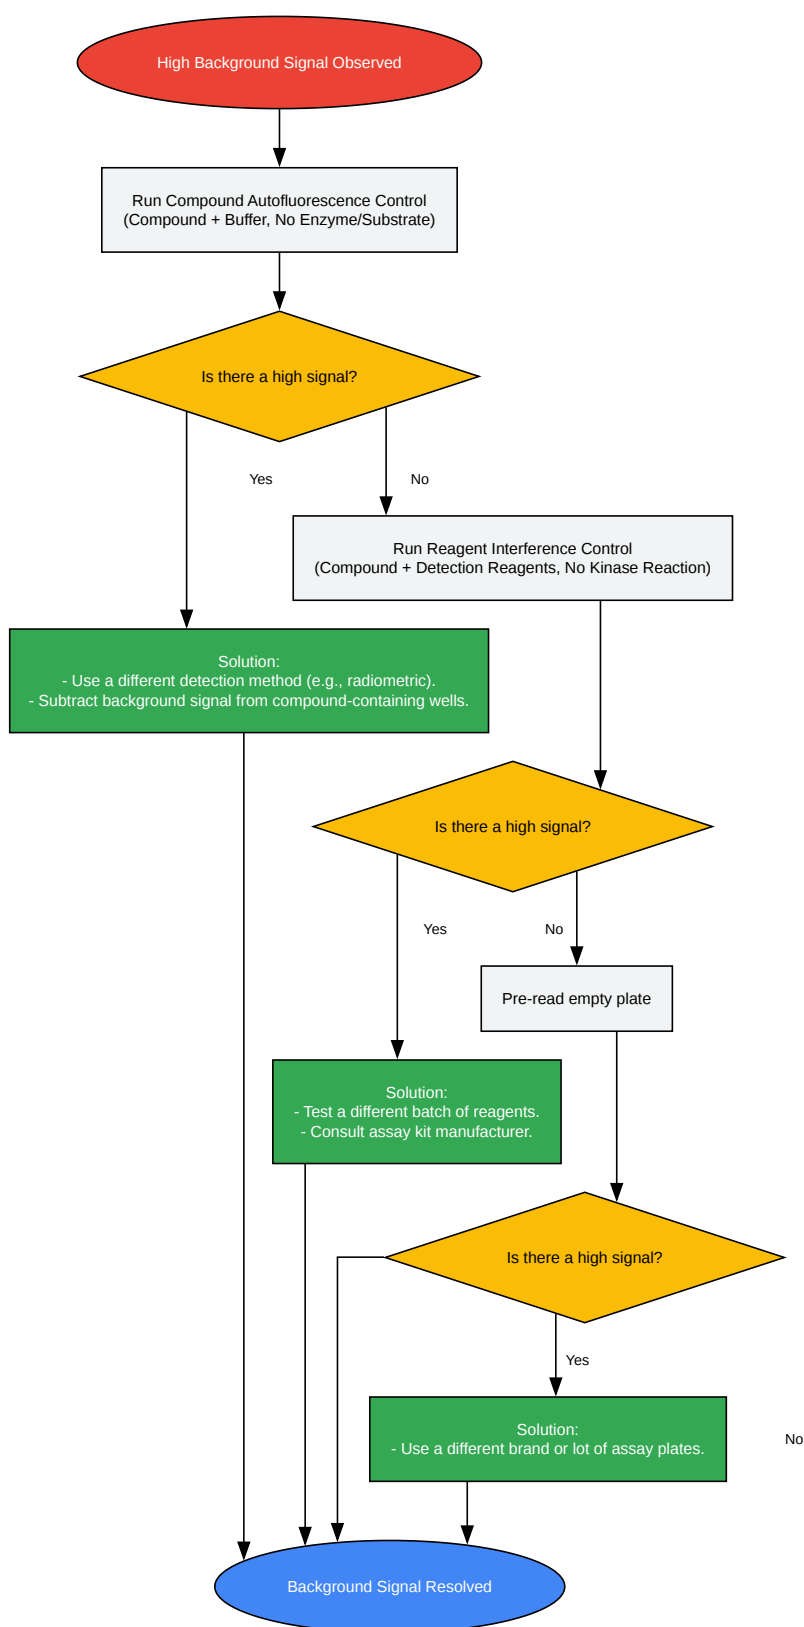 High Background Signal Observed
Run Compound Autofluorescence Control
(Compound + Buffer, No Enzyme/Substrate)
Is there a high signal?
Yes
No
Run Reagent Interference Control
(Compound + Detection Reagents, No Kinase Reaction)
Solution:
- Use a different detection method (e.g., radiometric).
- Subtract background signal from compound-containing wells.
Is there a high signal?
Yes
No
Pre-read empty plate
Solution:
- Test a different batch of reagents.
- Consult assay kit manufacturer.
Is there a high signal?
Yes
Solution:
- Use a different brand or lot of assay plates.
No
Background Signal Resolved